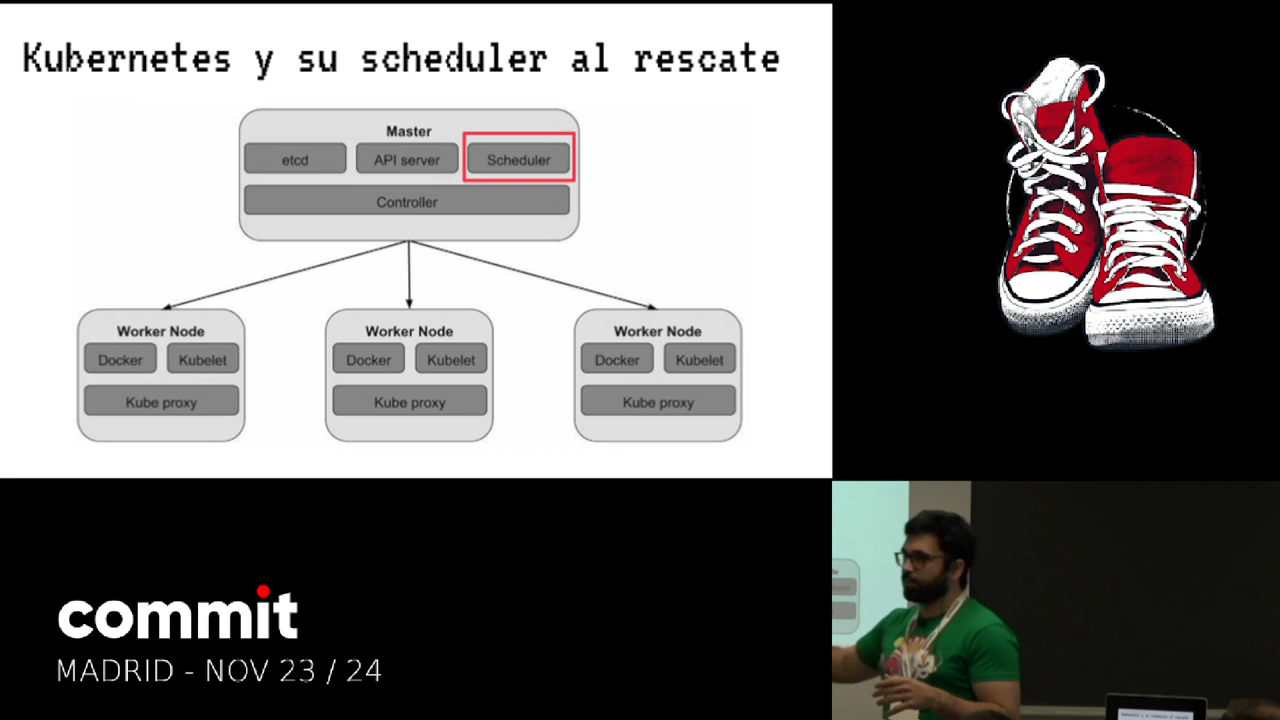 Kubernetes y su scheduler al rescate
Master
etcd API server Scheduler
Controller
Worker Node Worker Node Worker Node
Docker Kubelet Docker Kubelet Docker Kubelet
Kube proxy Kube proxy Kube proxy
commit
MADRID - NOV 23 / 24